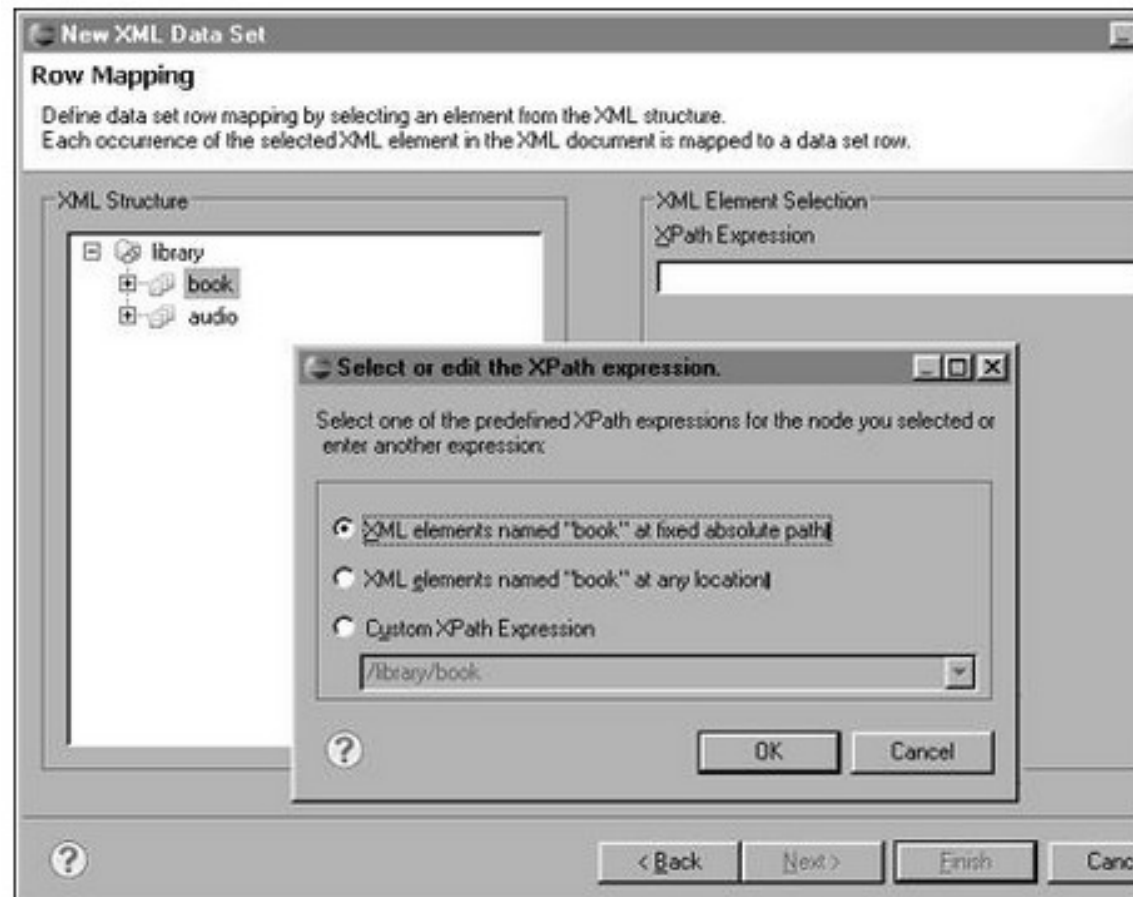 New XML Data Set
Row Mapping
Define data set row mapping by selecting an element from the XML structure.
Each occurrence of the selected XML element in the XML document is mapped to a data set row.
XML Structure
library
book
audio
XML Element Selection
XPath Expression
Select or edit the XPath expression.
Select one of the predefined XPath expressions for the node you selected or
enter another expression:
XML elements named "book" at fixed absolute path
XML elements named "book" at any location
Custom XPath Expression
/library/book
OK
Cancel
< Back
Next >
Finish
Canc